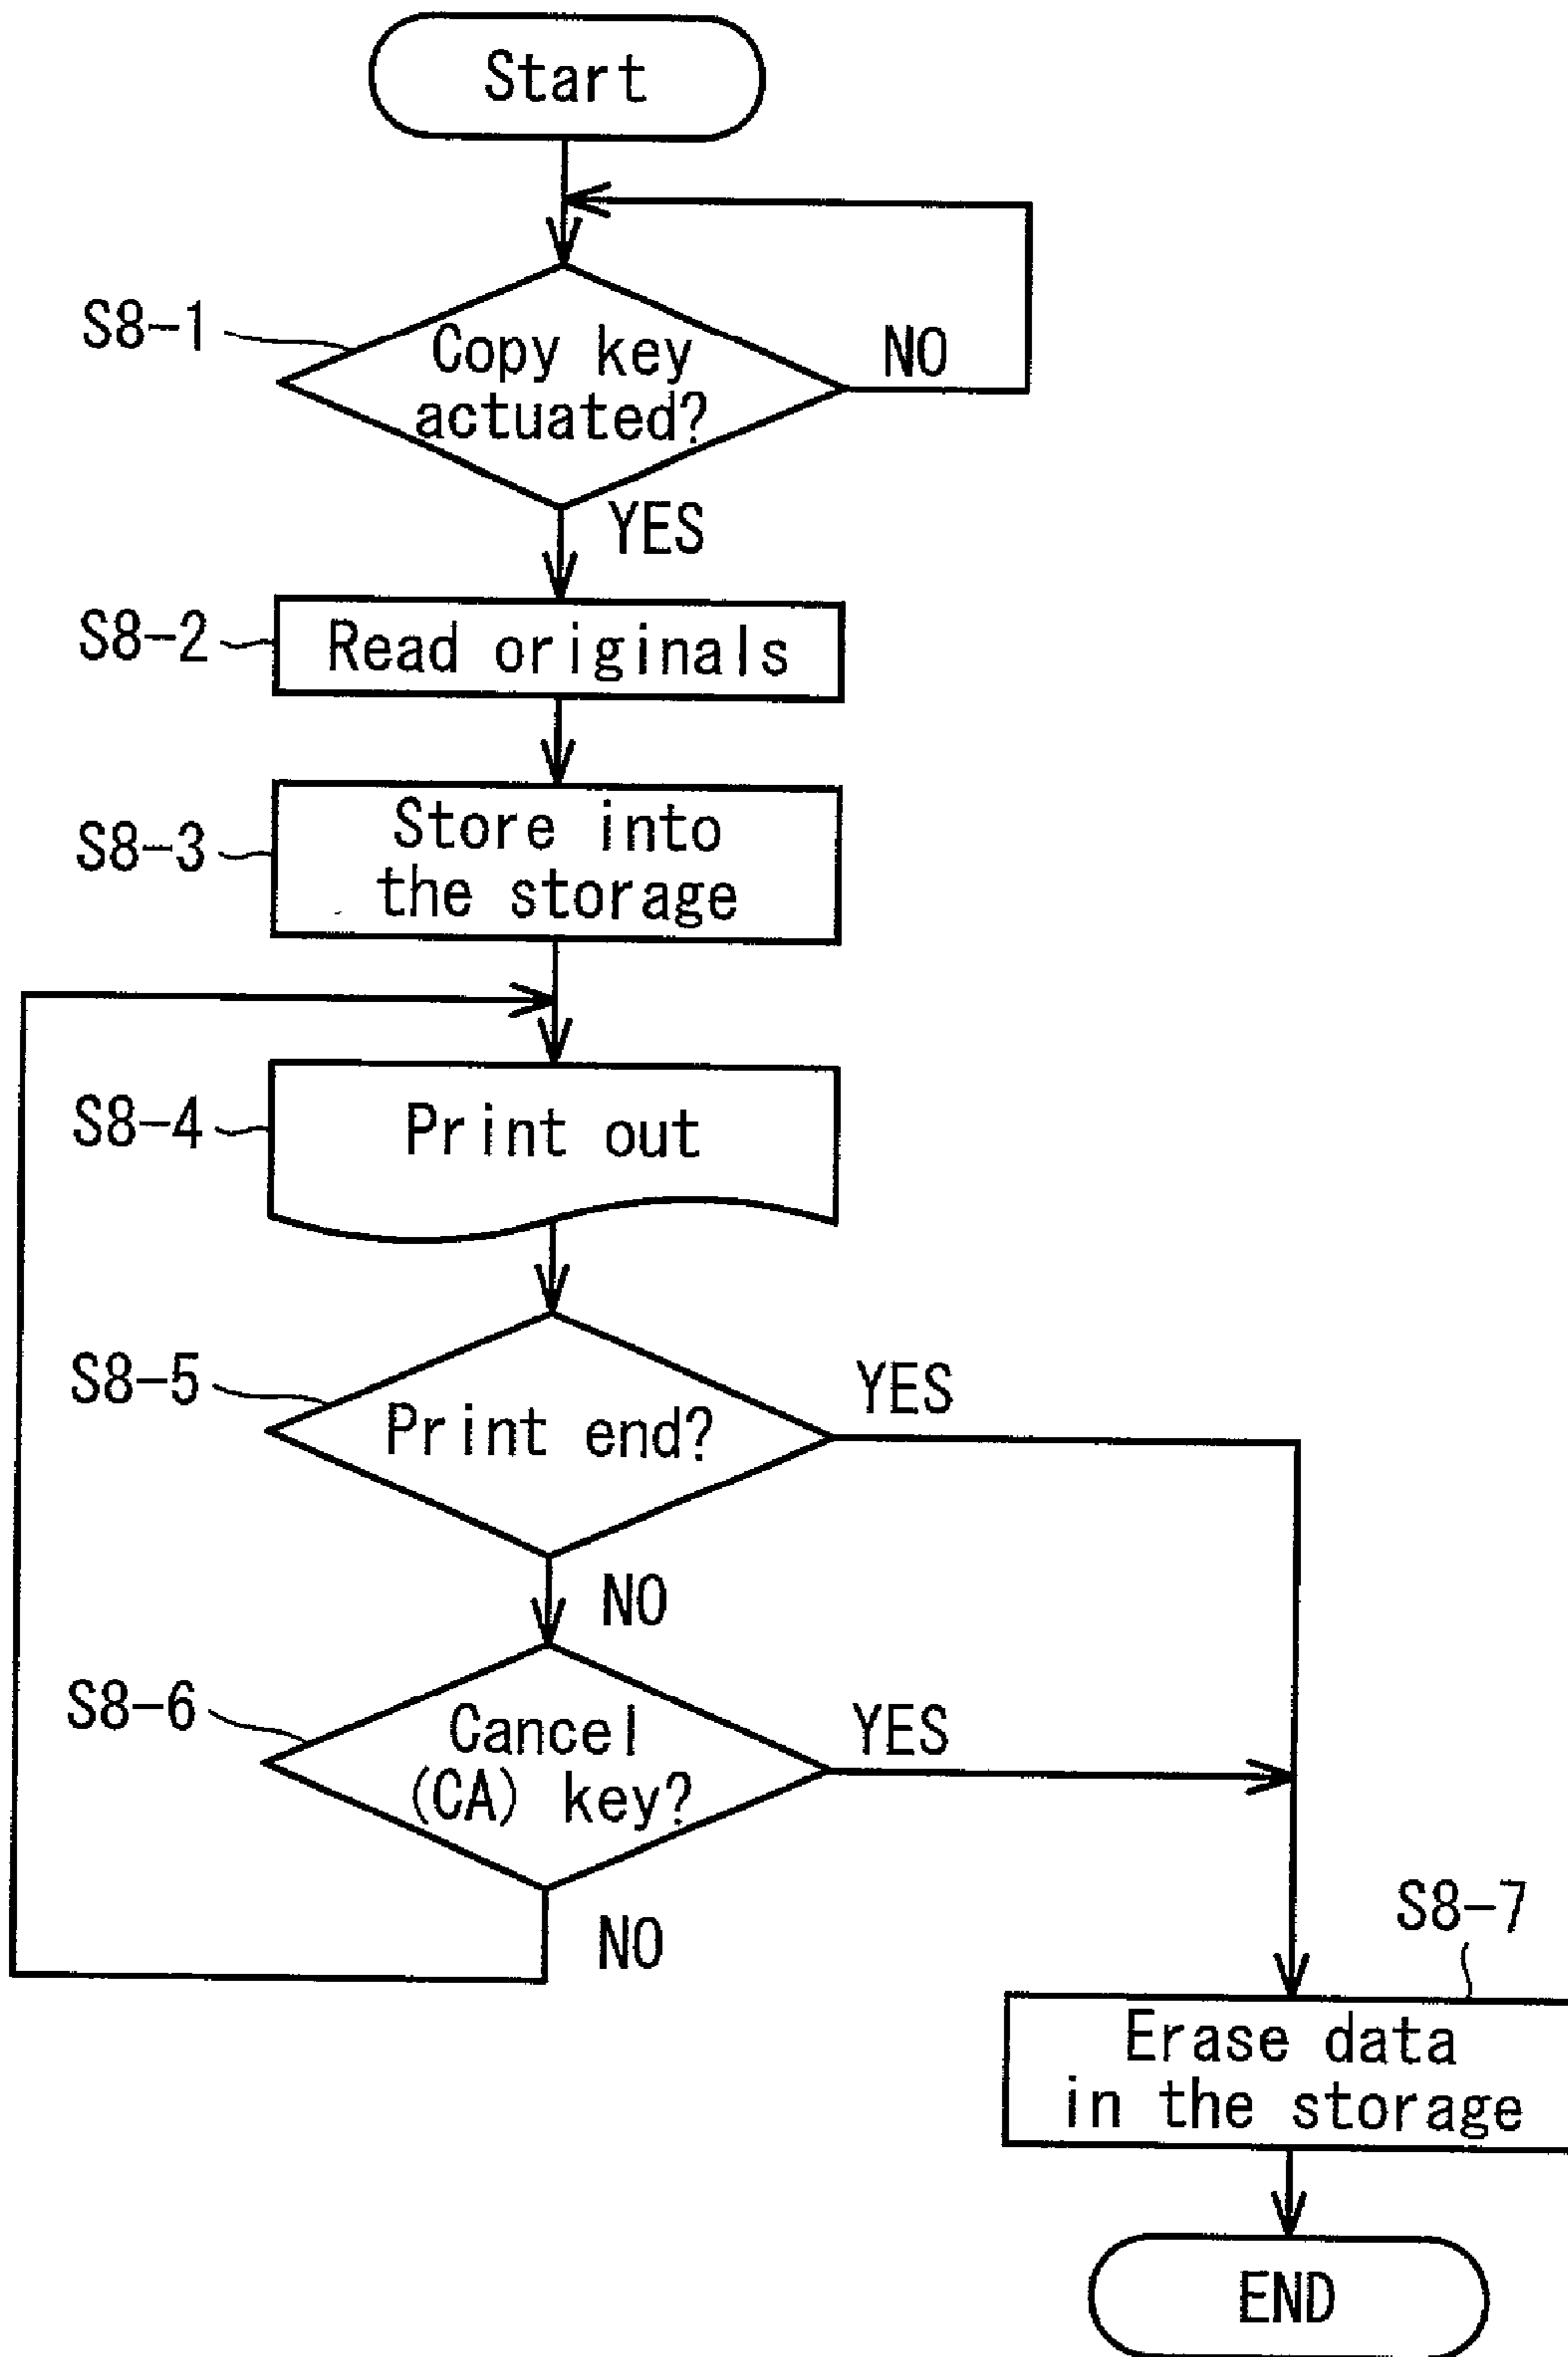 Start
S8-1
Copy key
actuated?
NO
YES
S8-2
Read originals
S8-3
Store into
the storage
S8-4
Print out
S8-5
Print end?
YES
NO
S8-6
Cancel
(CA) key?
YES
NO
S8-7
Erase data
in the storage
END